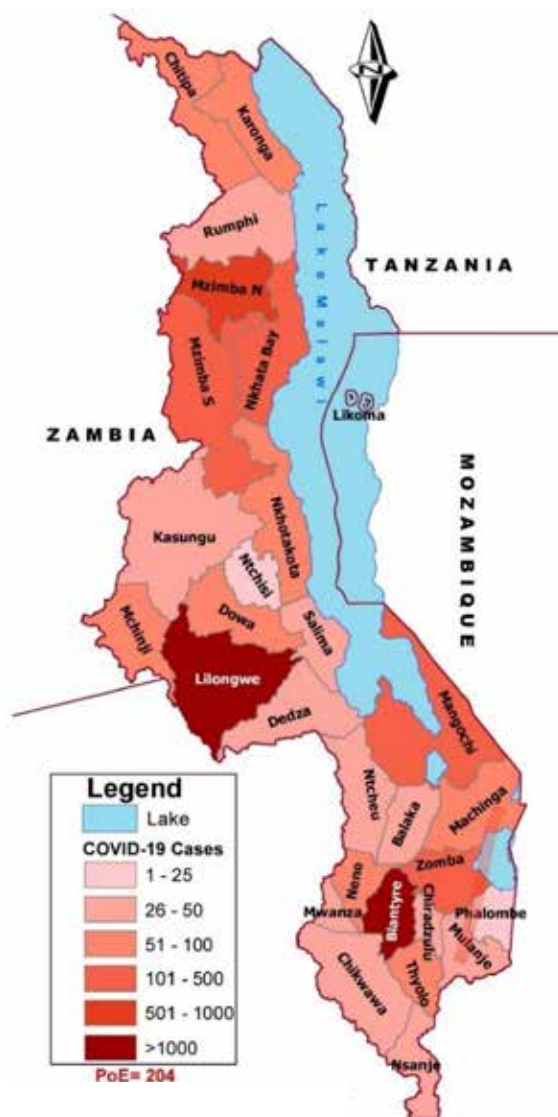 N
Chitipa
Karonga
Rumphi
Lake Malawi
TANZANIA
Mzimba N
Mzimba S
Nkhata Bay
Likoma
ZAMBIA
MOZAMBIQUE
Kasungu
Nkhotakota
Ntchisi
Mchinji
Dowa
Salima
Lilongwe
Dedza
Mangochi
Ntcheu
Balaka
Machinga
Neno
Zomba
Mwanza
Blantyre
Chiradzulu
Phalombe
Mulanje
Chikwawa
Thyolo
Nsanje
Legend
Lake
COVID-19 Cases
1 - 25
26 - 50
51 - 100
101 - 500
501 - 1000
>1000
PoE= 204